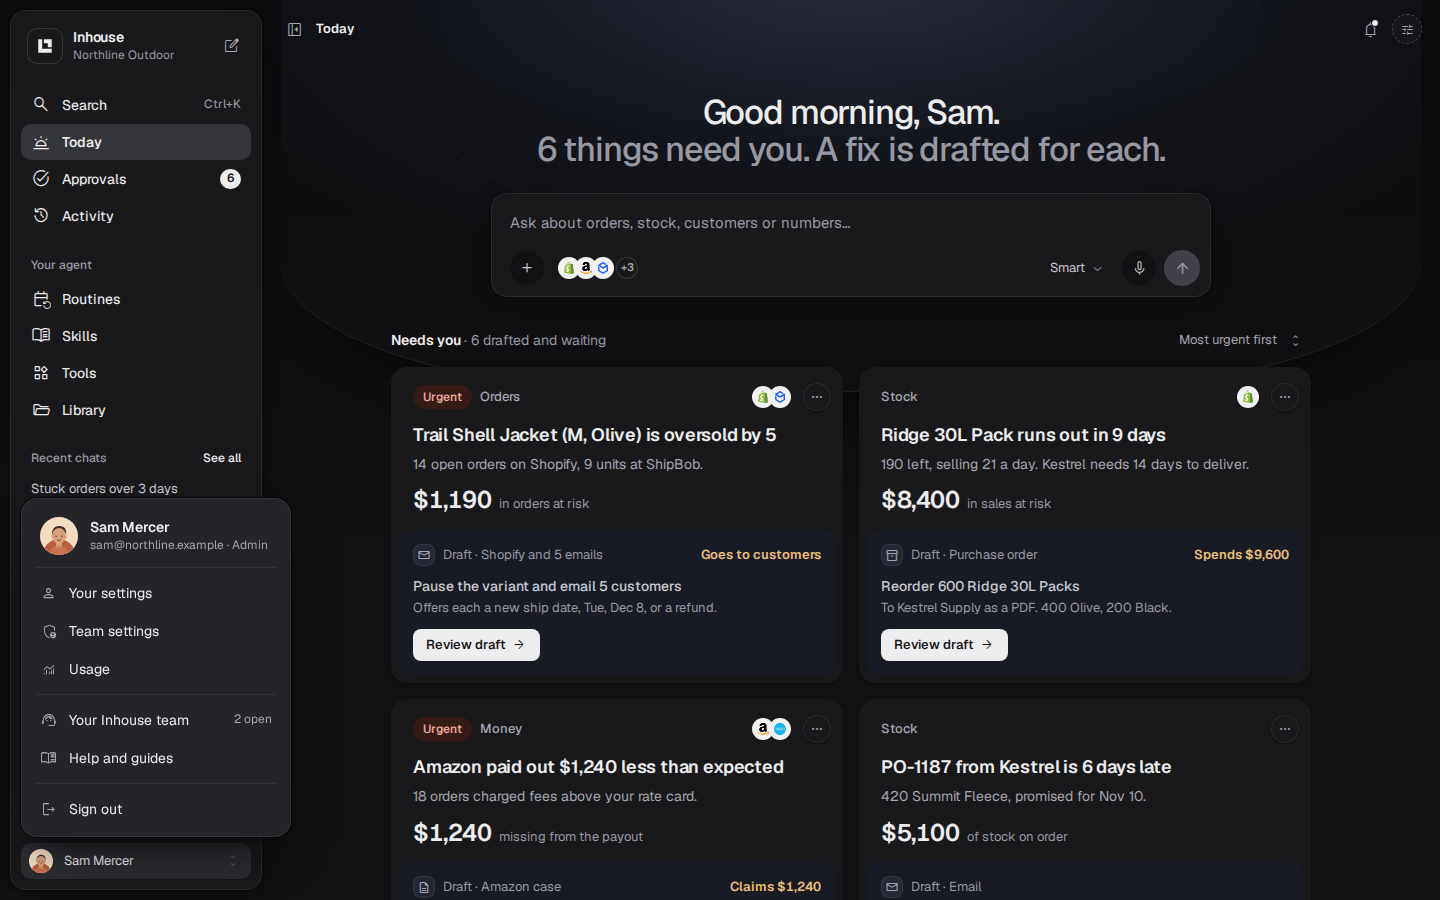 Inhouse
Northline Outdoor
Search Ctrl+K
Today
Approvals 6
Activity
Your agent
Routines
Skills
Tools
Library
Recent chats See all
Stuck orders over 3 days
Sam Mercer
sam@northline.example · Admin
Your settings
Team settings
Usage
Your Inhouse team 2 open
Help and guides
Sign out
Sam Mercer
Today
Good morning, Sam.
6 things need you. A fix is drafted for each.
Ask about orders, stock, customers or numbers...
+3 Smart
Needs you · 6 drafted and waiting Most urgent first
Urgent Orders
Trail Shell Jacket (M, Olive) is oversold by 5
14 open orders on Shopify, 9 units at ShipBob.
$1,190 in orders at risk
Draft · Shopify and 5 emails Goes to customers
Pause the variant and email 5 customers
Offers each a new ship date, Tue, Dec 8, or a refund.
Review draft
Stock
Ridge 30L Pack runs out in 9 days
190 left, selling 21 a day. Kestrel needs 14 days to deliver.
$8,400 in sales at risk
Draft · Purchase order Spends $9,600
Reorder 600 Ridge 30L Packs
To Kestrel Supply as a PDF. 400 Olive, 200 Black.
Review draft
Urgent Money
Amazon paid out $1,240 less than expected
18 orders charged fees above your rate card.
$1,240 missing from the payout
Draft · Amazon case Claims $1,240
Stock
PO-1187 from Kestrel is 6 days late
420 Summit Fleece, promised for Nov 10.
$5,100 of stock on order
Draft · Email